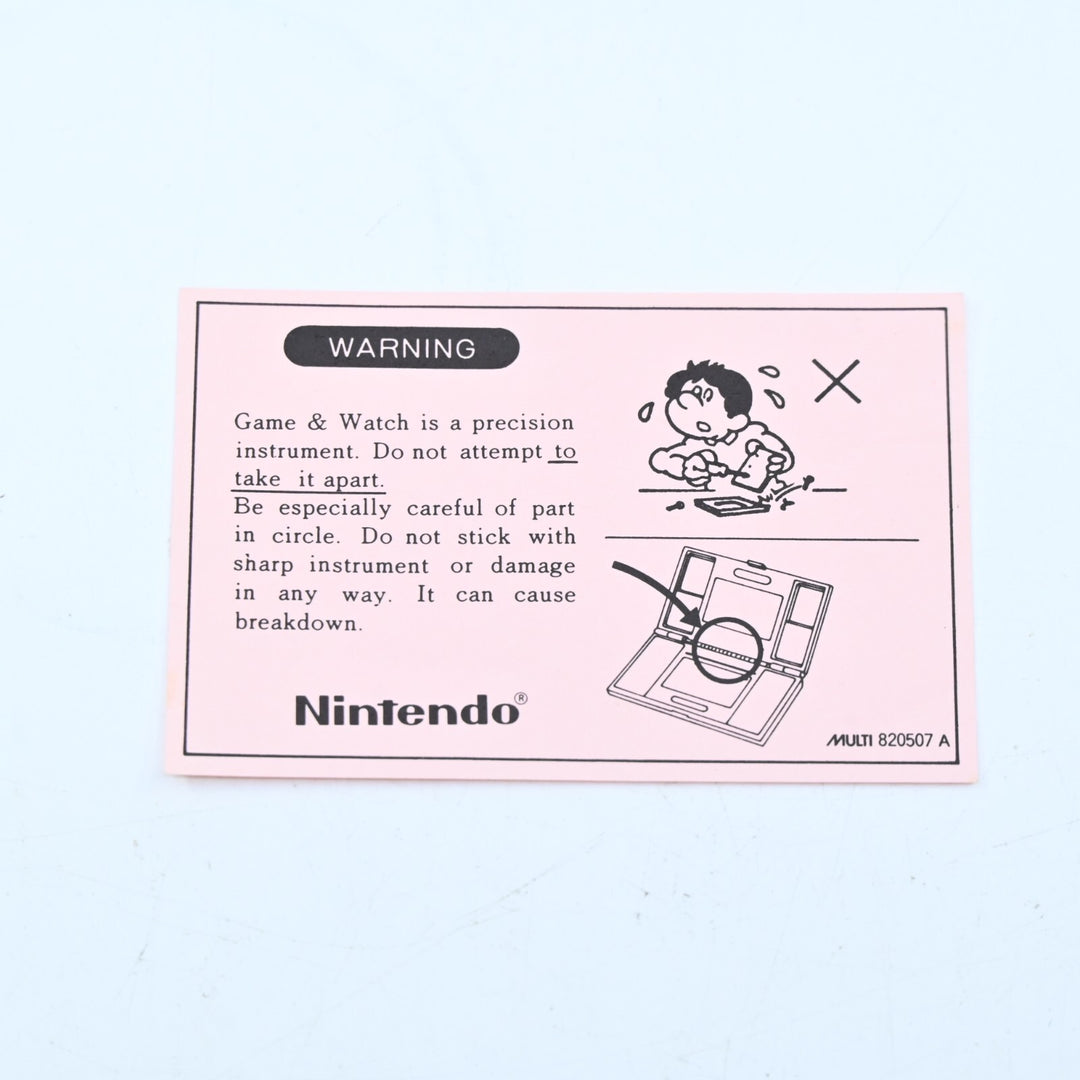 WARNING
Game & Watch is a precision
instrument. Do not attempt to
take it apart.
Be especially careful of part
in circle. Do not stick with
sharp instrument or damage
in any way. It can cause
breakdown.
Nintendo®
MULTI 820507 A